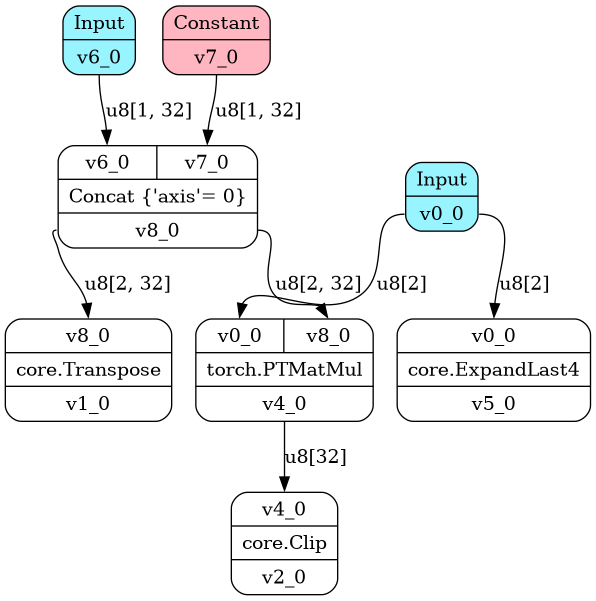 Input
v6_0
Constant
v7_0
u8[1, 32]
u8[1, 32]
v6_0 v7_0
Concat {'axis'= 0}
v8_0
Input
v0_0
u8[2, 32]
u8[2, 32]
u8[2]
u8[2]
v8_0
core.Transpose
v1_0
v0_0 v8_0
torch.PTMatMul
v4_0
v0_0
core.ExpandLast4
v5_0
u8[32]
v4_0
core.Clip
v2_0